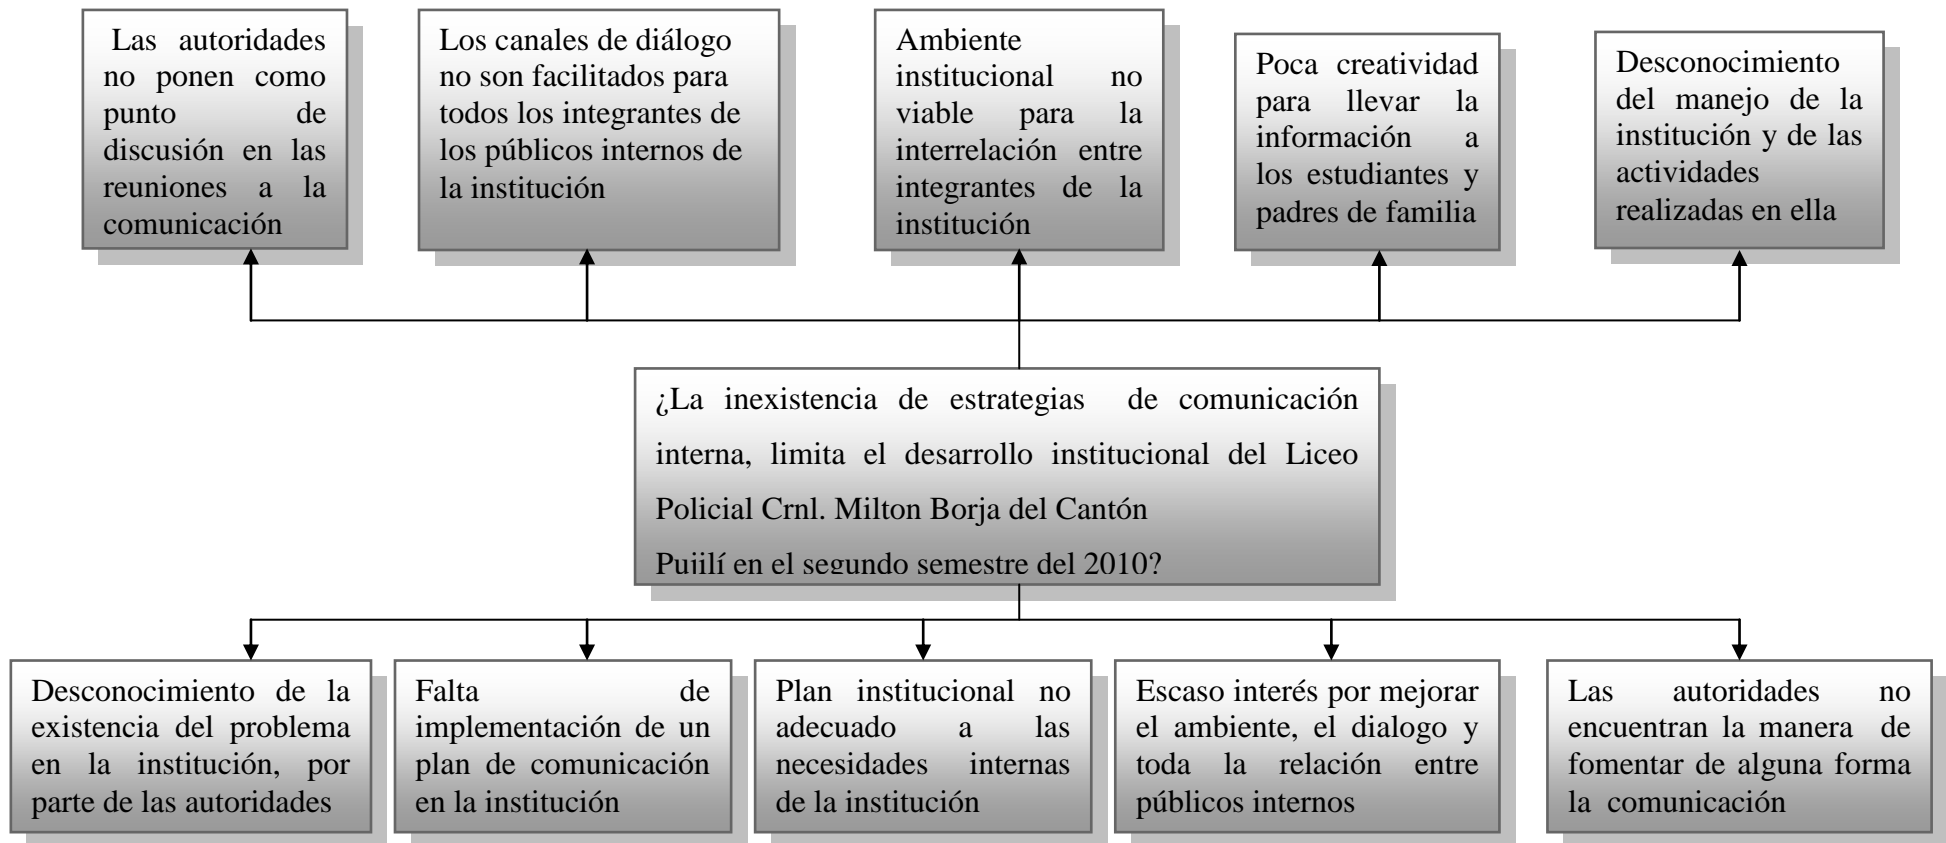 Las autoridades
no ponen como
punto de
discusión en las
reuniones a la
comunicación
Los canales de diálogo
no son facilitados para
todos los integrantes de
los públicos internos de
la institución
Ambiente
institucional no
viable para la
interrelación entre
integrantes de la
institución
Poca creatividad
para llevar la
información a
los estudiantes y
padres de familia
Desconocimiento
del manejo de la
institución y de las
actividades
realizadas en ella
¿La inexistencia de estrategias de comunicación
interna, limita el desarrollo institucional del Liceo
Policial Crnl. Milton Borja del Cantón
Pujilí en el segundo semestre del 2010?
Desconocimiento de la
existencia del problema
en la institución, por
parte de las autoridades
Falta de
implementación de un
plan de comunicación
en la institución
Plan institucional no
adecuado a las
necesidades internas
de la institución
Escaso interés por mejorar
el ambiente, el dialogo y
toda la relación entre
públicos internos
Las autoridades no
encuentran la manera de
fomentar de alguna forma
la comunicación